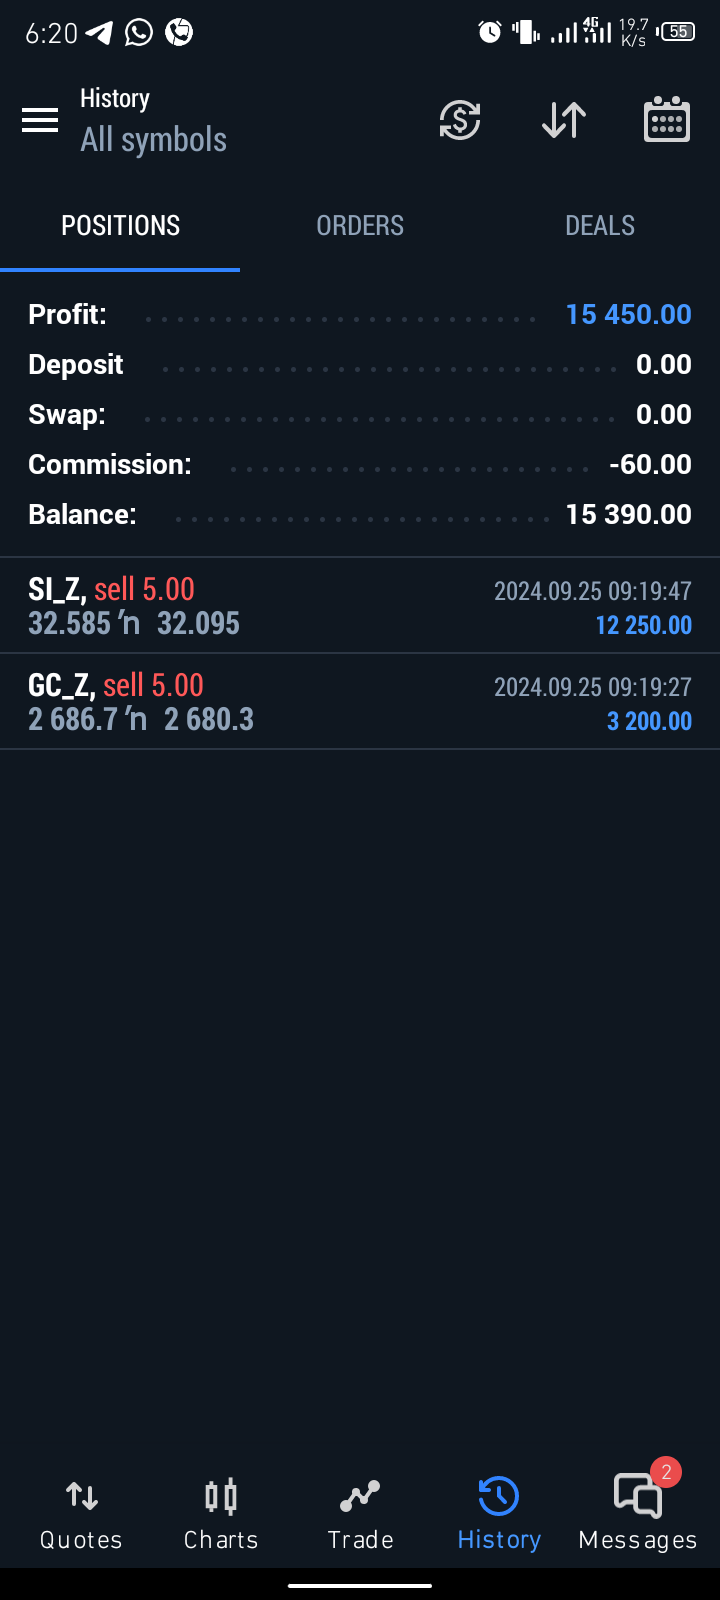 6:20
4G 19.7 K/s 55
History
All symbols
POSITIONS ORDERS DEALS
Profit: 15 450.00
Deposit 0.00
Swap: 0.00
Commission: -60.00
Balance: 15 390.00
SI_Z, sell 5.00 2024.09.25 09:19:47
32.585 ’n 32.095 12 250.00
GC_Z, sell 5.00 2024.09.25 09:19:27
2 686.7 ’n 2 680.3 3 200.00
2
Quotes Charts Trade History Messages